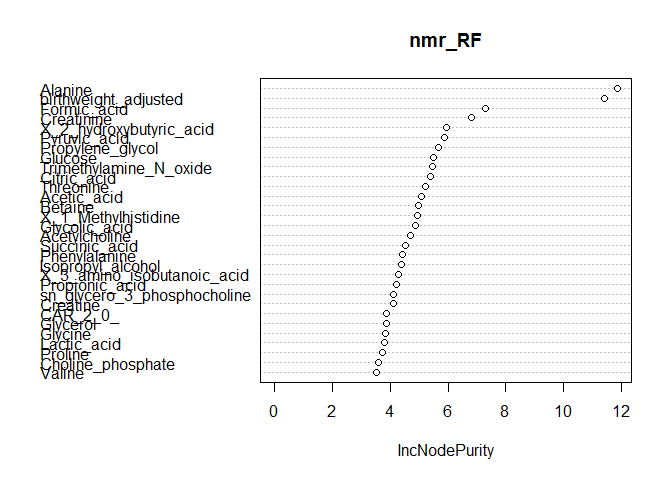 nmr_RF
Alanine
birthweight_adjusted
Formic_acid
Creatinine
X_2_hydroxybutyric_acid
Pyruvic_acid
Propylene_glycol
Glucose
Trimethylamine_N_oxide
Citric_acid
Threonine
Acetic_acid
Betaine
X_1_Methylhistidine
Glycolic_acid
Acetylcholine
Succinic_acid
Phenylalanine
Isopropyl_alcohol
X_3_amino_isobutanoic_acid
Propionic_acid
sn_glycero_3_phosphocholine
Creatine
CAR_2_0_
Glycerol
Glycine
Lactic_acid
Proline
Choline_phosphate
Valine
0 2 4 6 8 10 12
IncNodePurity